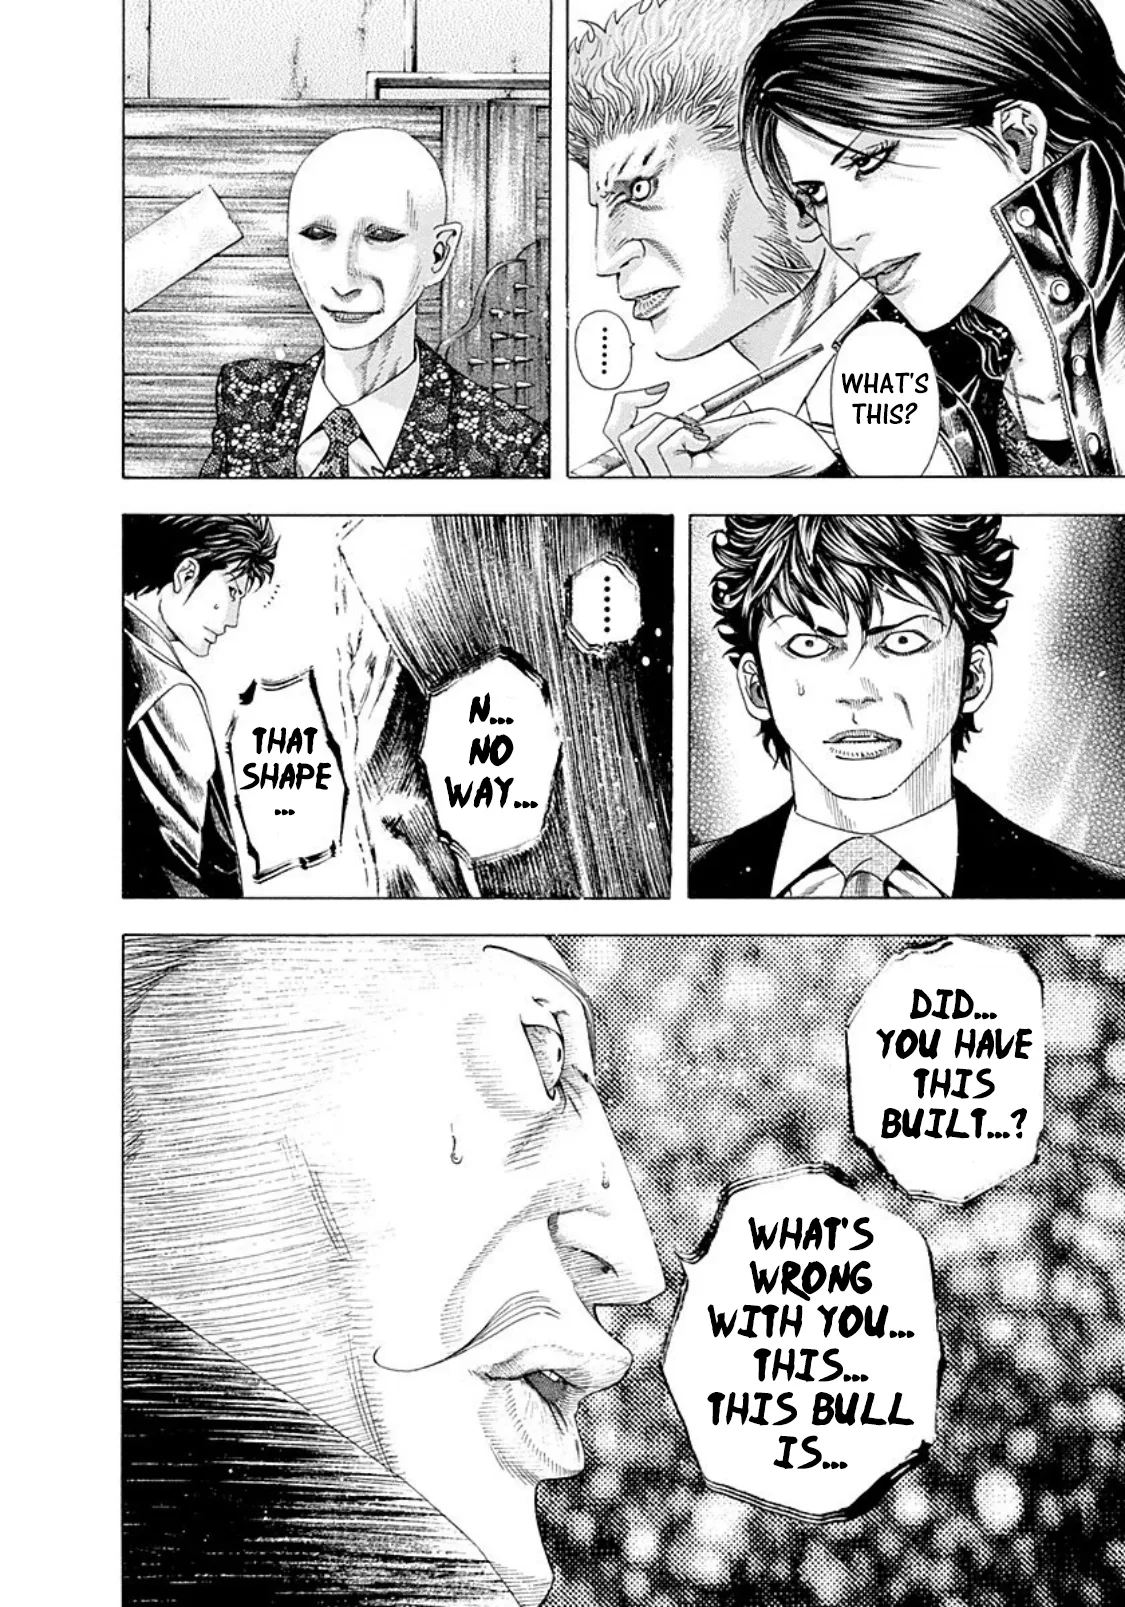 WHAT'S
THIS?
......
.......
N...
NO
WAY...
THAT
SHAPE
...
DID...
YOU HAVE
THIS
BUILT...?
WHAT'S
WRONG
WITH YOU...
THIS...
THIS BULL
IS...